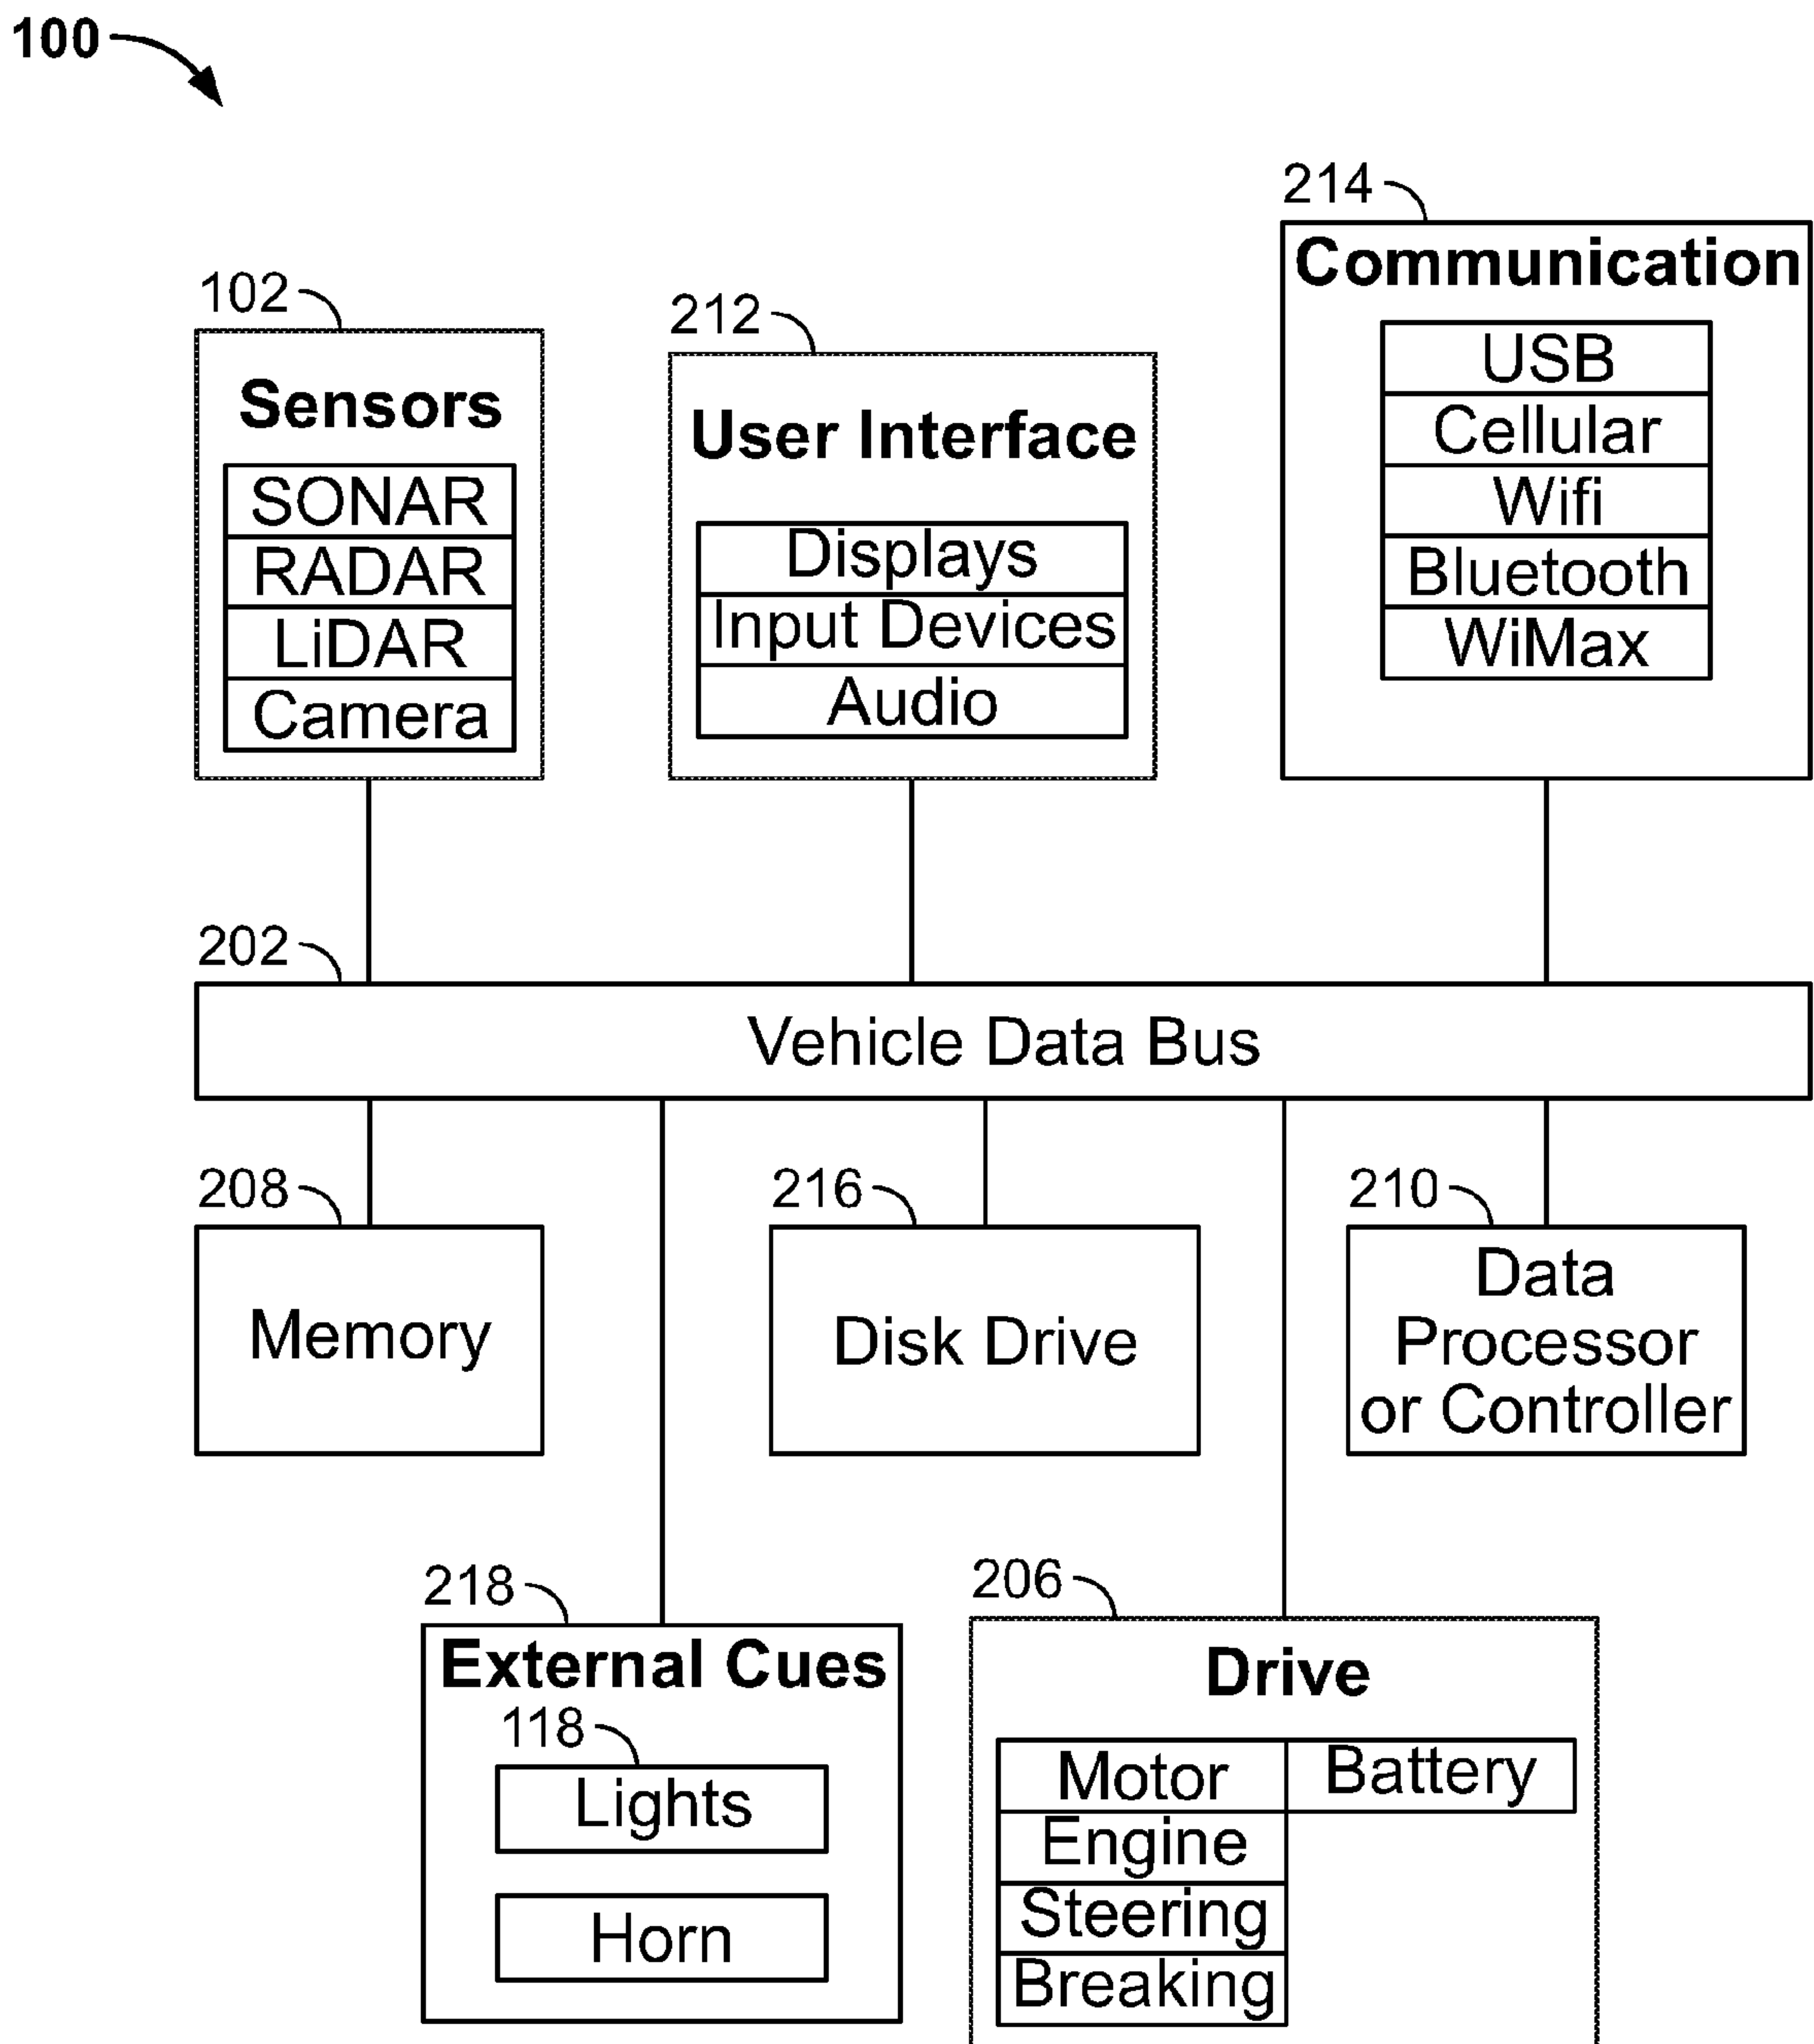 100
214
Communication
USB
Cellular
Wifi
Bluetooth
WiMax
102
Sensors
SONAR
RADAR
LiDAR
Camera
212
User Interface
Displays
Input Devices
Audio
202
Vehicle Data Bus
208
Memory
216
Disk Drive
210
Data
Processor
or Controller
218
External Cues
118
Lights
Horn
206
Drive
Motor
Battery
Engine
Steering
Breaking